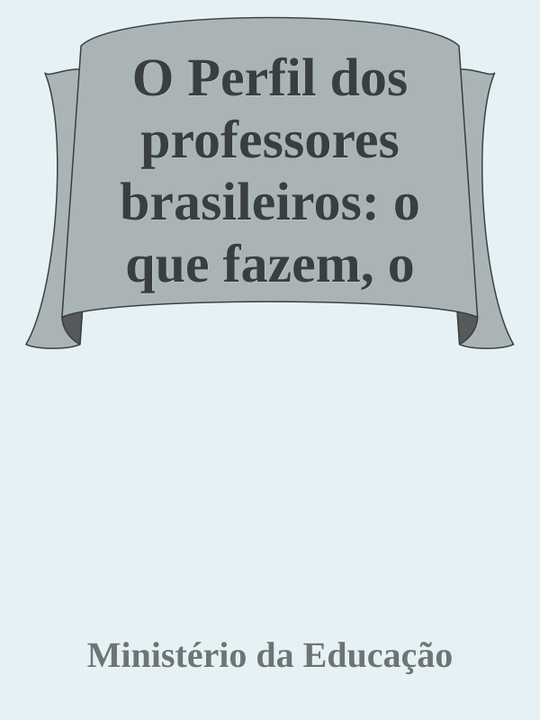 O Perfil dos
professores
brasileiros: o
que fazem, o
Ministério da Educação